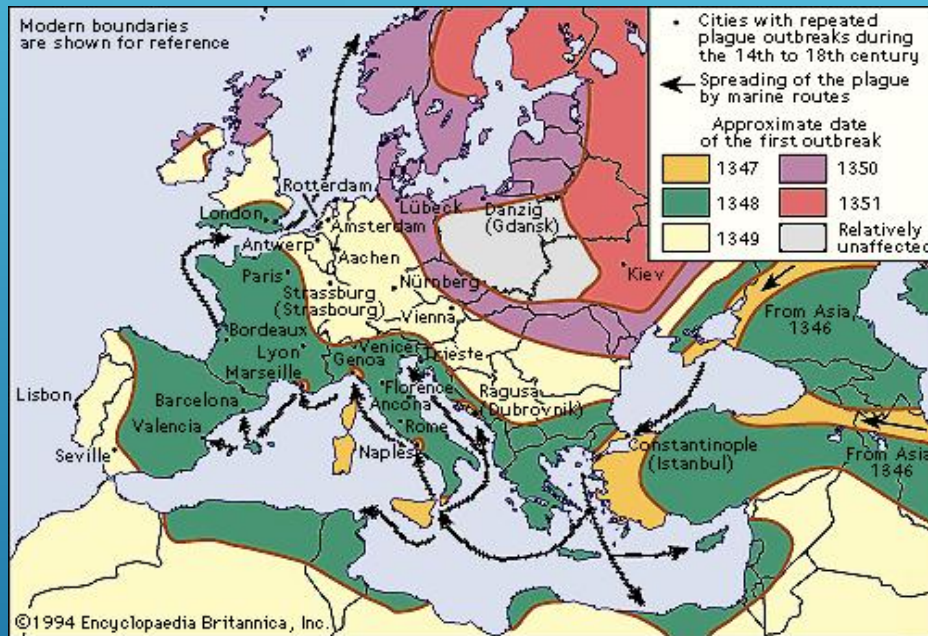 Modern boundaries
are shown for reference
• Cities with repeated
plague outbreaks during
the 14th to 18th century
Spreading of the plague
by marine routes
Approximate date
of the first outbreak
1347
1350
1348
1351
1349
Relatively
unaffected
Rotterdam
London
Lübeck
Danzig
(Gdansk)
Amsterdam
Antwerp
Aachen
Kiev
Paris
Nürnberg
Strassburg
(Strasbourg)
Vienna
From Asia,
1346
Bordeaux
Lyon
Venice
Trieste
Genoa
Marseille
Florence
Ragusa
(Dubrovnik)
Lisbon
Barcelona
Ancona
Valencia
Rome
Constantinople
(Istanbul)
From Asia
1346
Seville
Naples
©1994 Encyclopaedia Britannica, Inc.